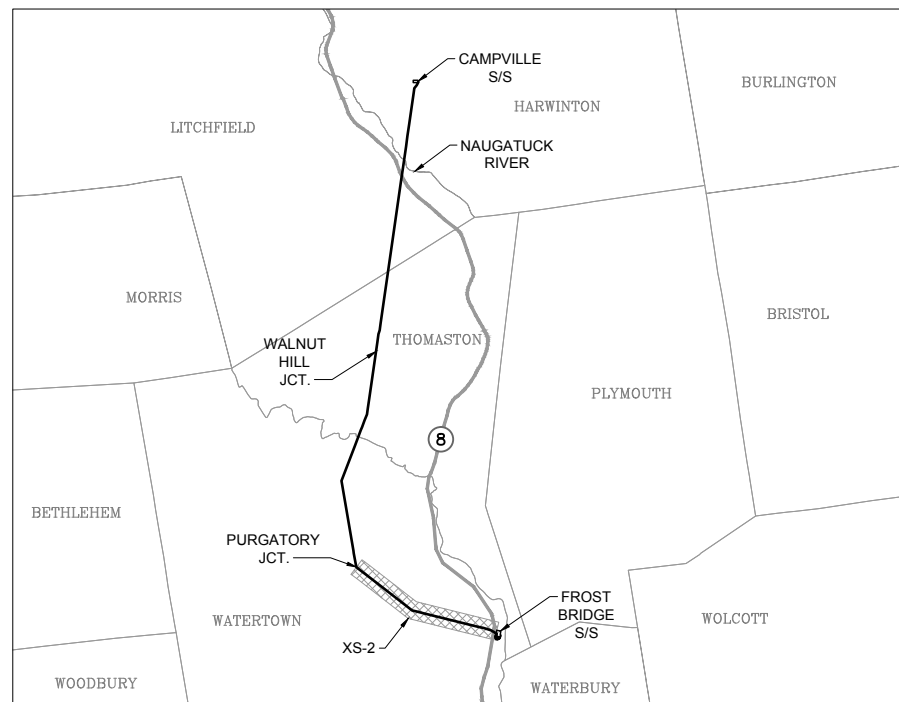 CAMPVILLE
S/S
BURLINGTON
HARWINTON
LITCHFIELD
NAUGATUCK
RIVER
MORRIS
BRISTOL
WALNUT
HILL
JCT.
THOMASTON
PLYMOUTH
8
BETHLEHEM
PURGATORY
JCT.
FROST
BRIDGE
S/S
WATERTOWN
WOLCOTT
XS-2
WOODBURY
WATERBURY